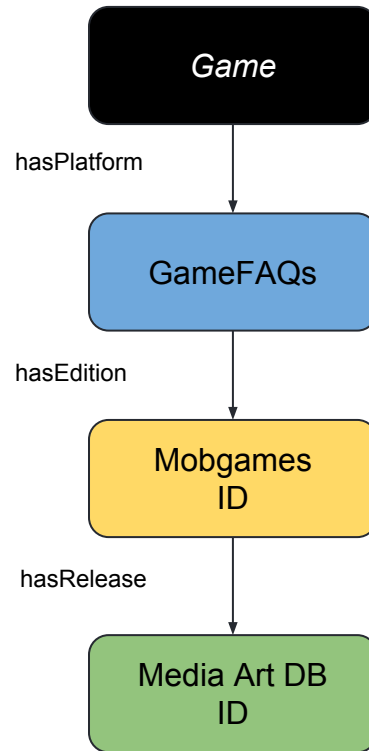 Game
hasPlatform
GameFAQs
hasEdition
Mobgames
ID
hasRelease
Media Art DB
ID